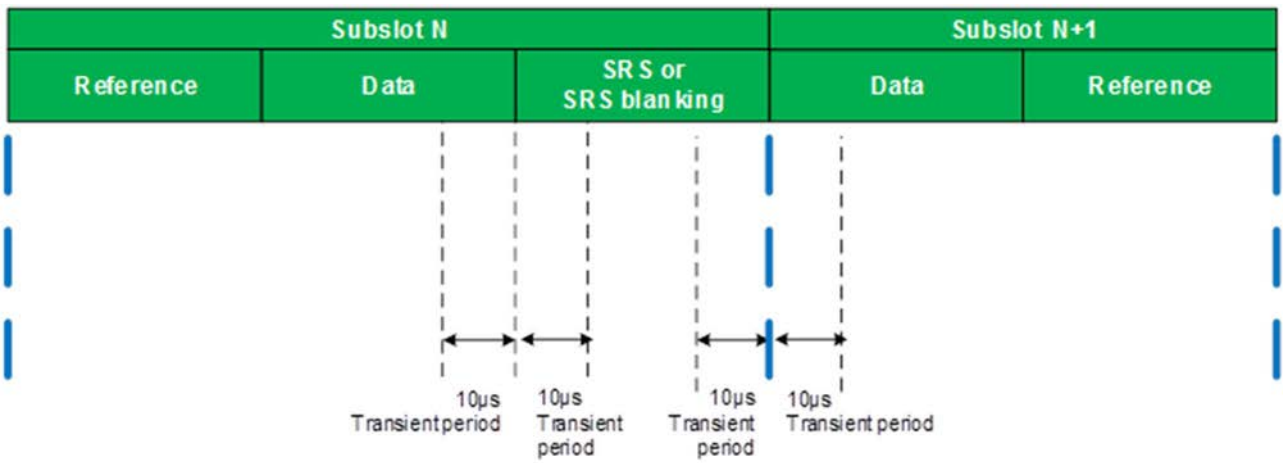 Subslot N
Subslot N+1
Reference
Data
SRS or
SRS blanking
Data
Reference
10µs
Transient period
10µs
Transient
period
10µs
Transient
period
10µs
Transient period